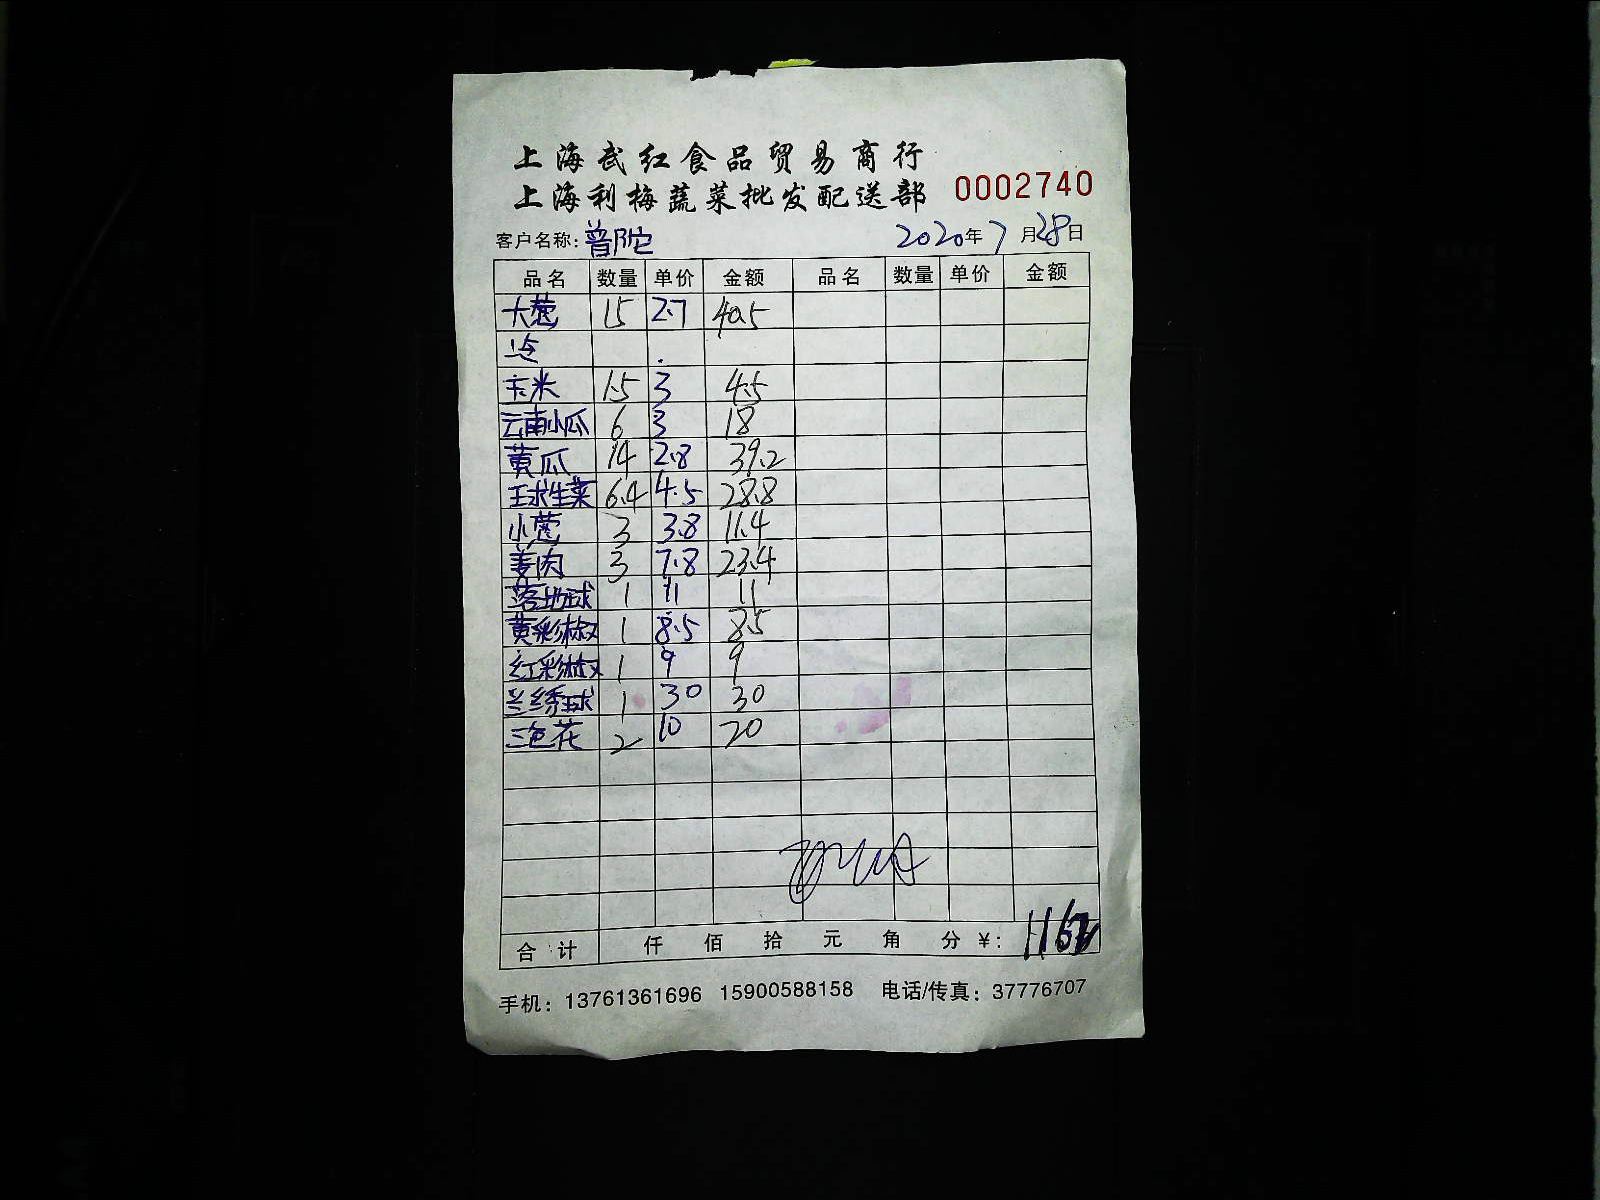 上海武红食品贸易商行
上海利梅蔬菜批发配送部 0002740
客户名称: 普陀 2020年7月28日
品名 数量 单价 金额 品名 数量 单价 金额
大葱 15 2.7 40.5
玉米 1.5 3 4.5
云南小瓜 6 3 18
黄瓜 14 2.8 39.2
玉求生菜 6.4 4.5 28.8
小葱 3 3.8 11.4
姜肉 3 7.8 23.4
落地球 1 11 11
黄彩椒 1 8.5 8.5
红彩椒 1 9 9
兰绣球 1 30 30
三色花 2 10 20
合计 仟 佰 拾 元 角 分 ¥:
手机: 13761361696 15900588158 电话/传真: 37776707